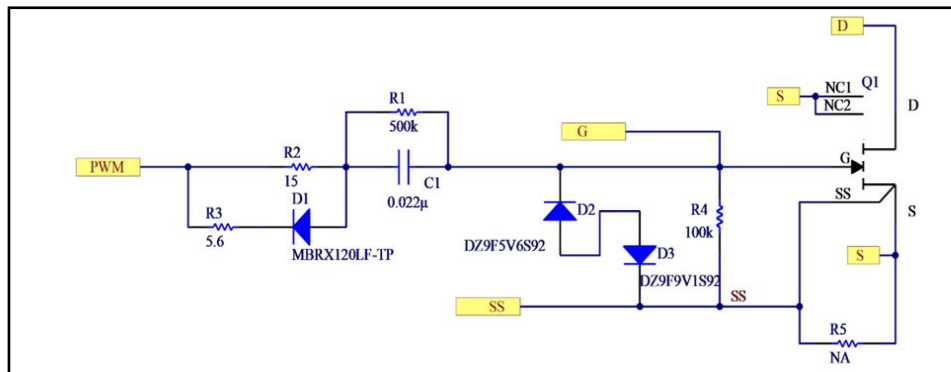 D
NC1
Q1
S
NC2
D
R1
500k
G
PWM
R2
15
C1
0.022µ
G
R3
5.6
D1
MBRX120LF-TP
D2
DZ9F5V6S92
R4
100k
SS
S
D3
DZ9F9V1S92
S
SS
SS
R5
NA